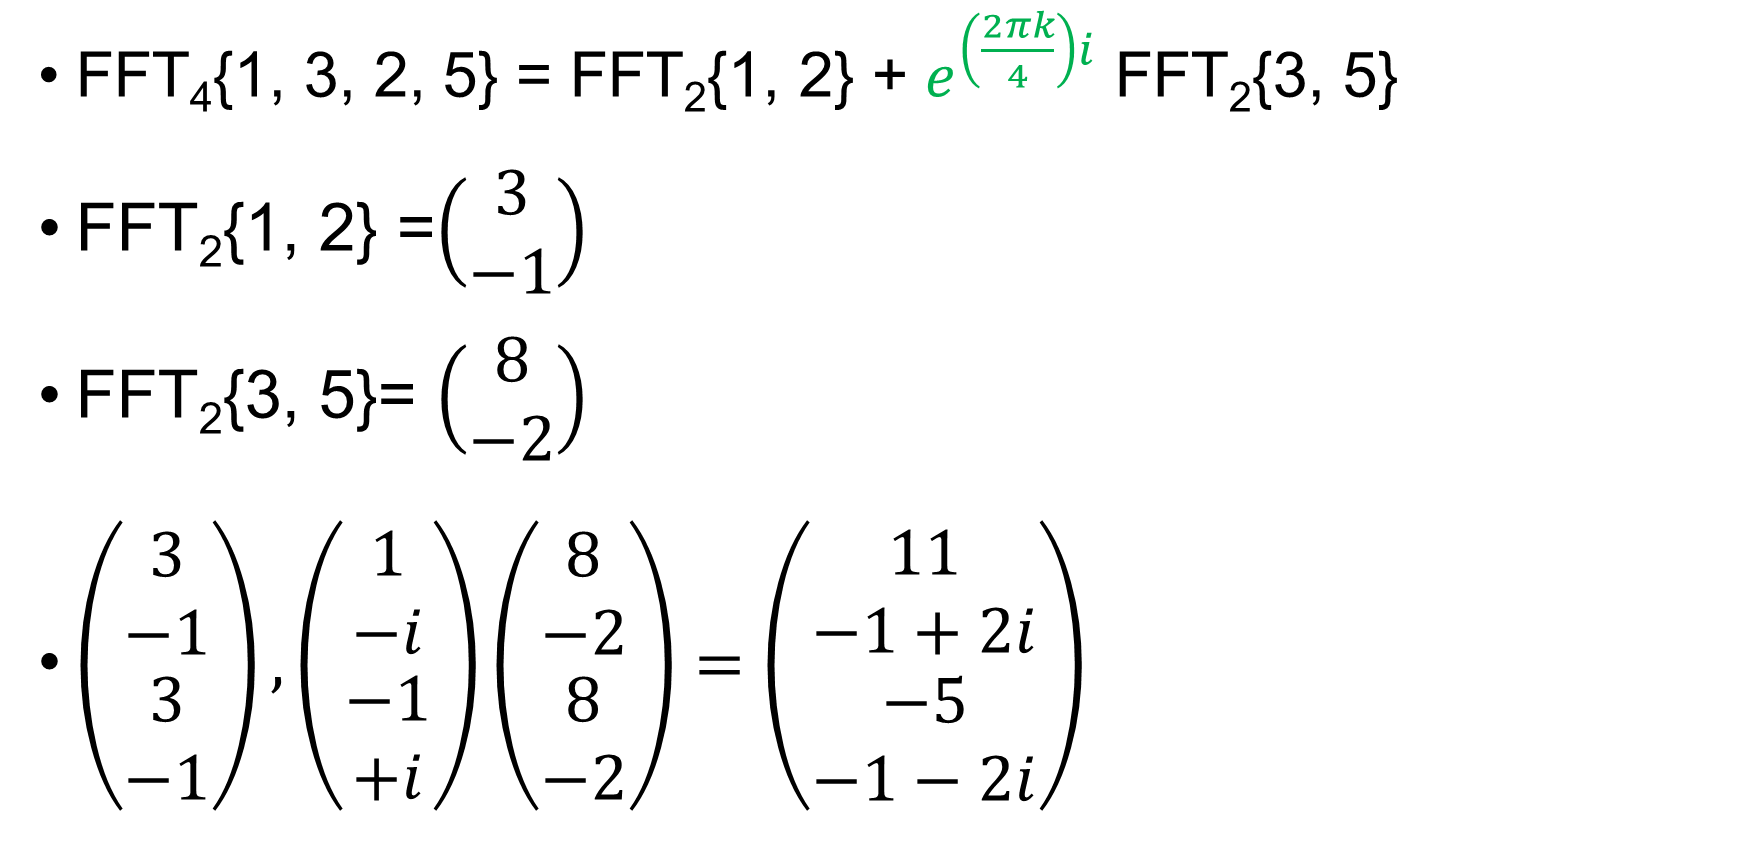 • FFT₄{1, 3, 2, 5} = FFT₂{1, 2} + e^(2πk/4)i FFT₂{3, 5}
• FFT₂{1, 2} = (3 −1)
• FFT₂{3, 5}= (8 −2)
• (3 −1 3 −1) , (1 −i −1 +i) (8 −2 8 −2) = (11 −1 + 2i −5 −1 − 2i)